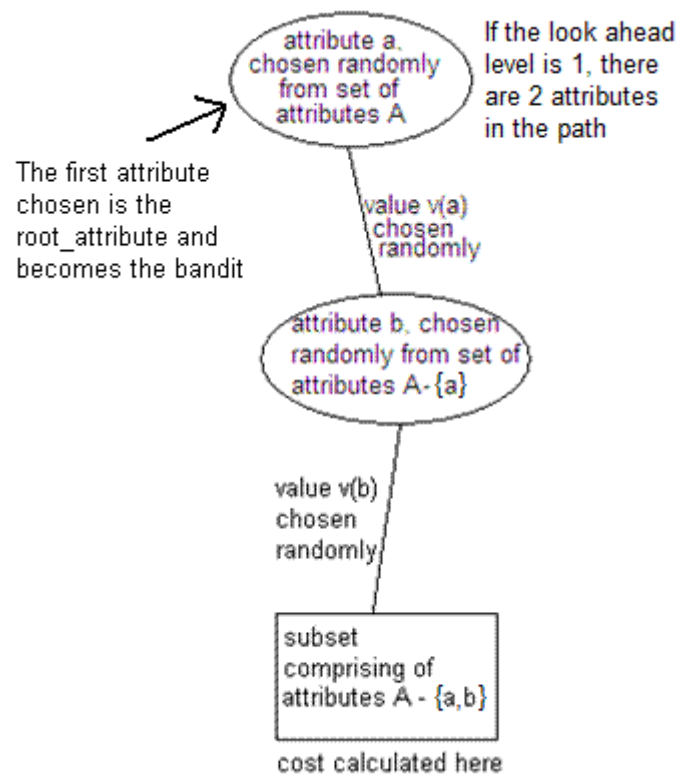 attribute a,
chosen randomly
from set of
attributes A
If the look ahead
level is 1, there
are 2 attributes
in the path
The first attribute
chosen is the
root_attribute and
becomes the bandit
value v(a)
chosen
randomly
attribute b, chosen
randomly from set of
attributes A-{a}
value v(b)
chosen
randomly
subset
comprising of
attributes A - {a,b}
cost calculated here